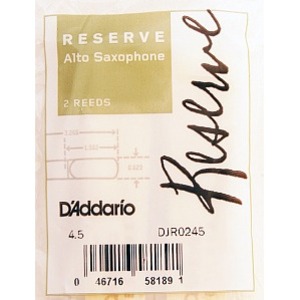 RESERVE
Alto Saxophone
2 REEDS
Reserve
D'Addario
4.5 DJR0245
0 46716 58189 1